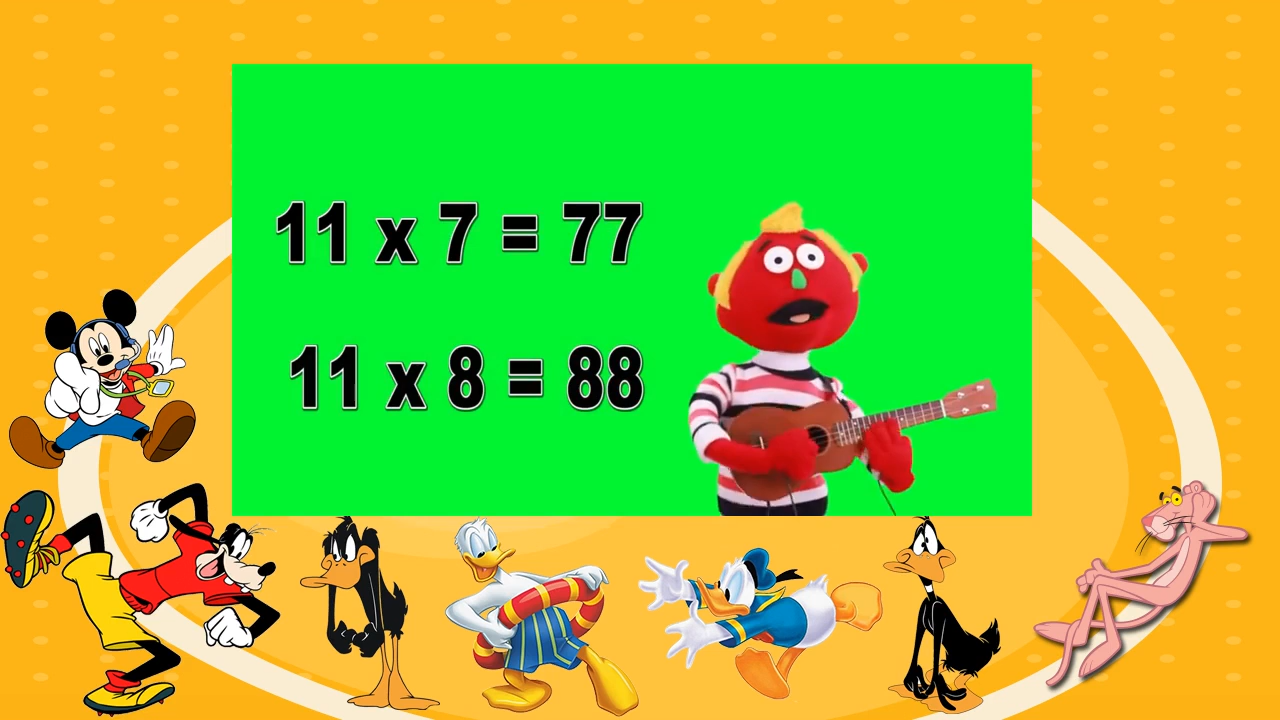 11 x 7 = 77
11 x 8 = 88